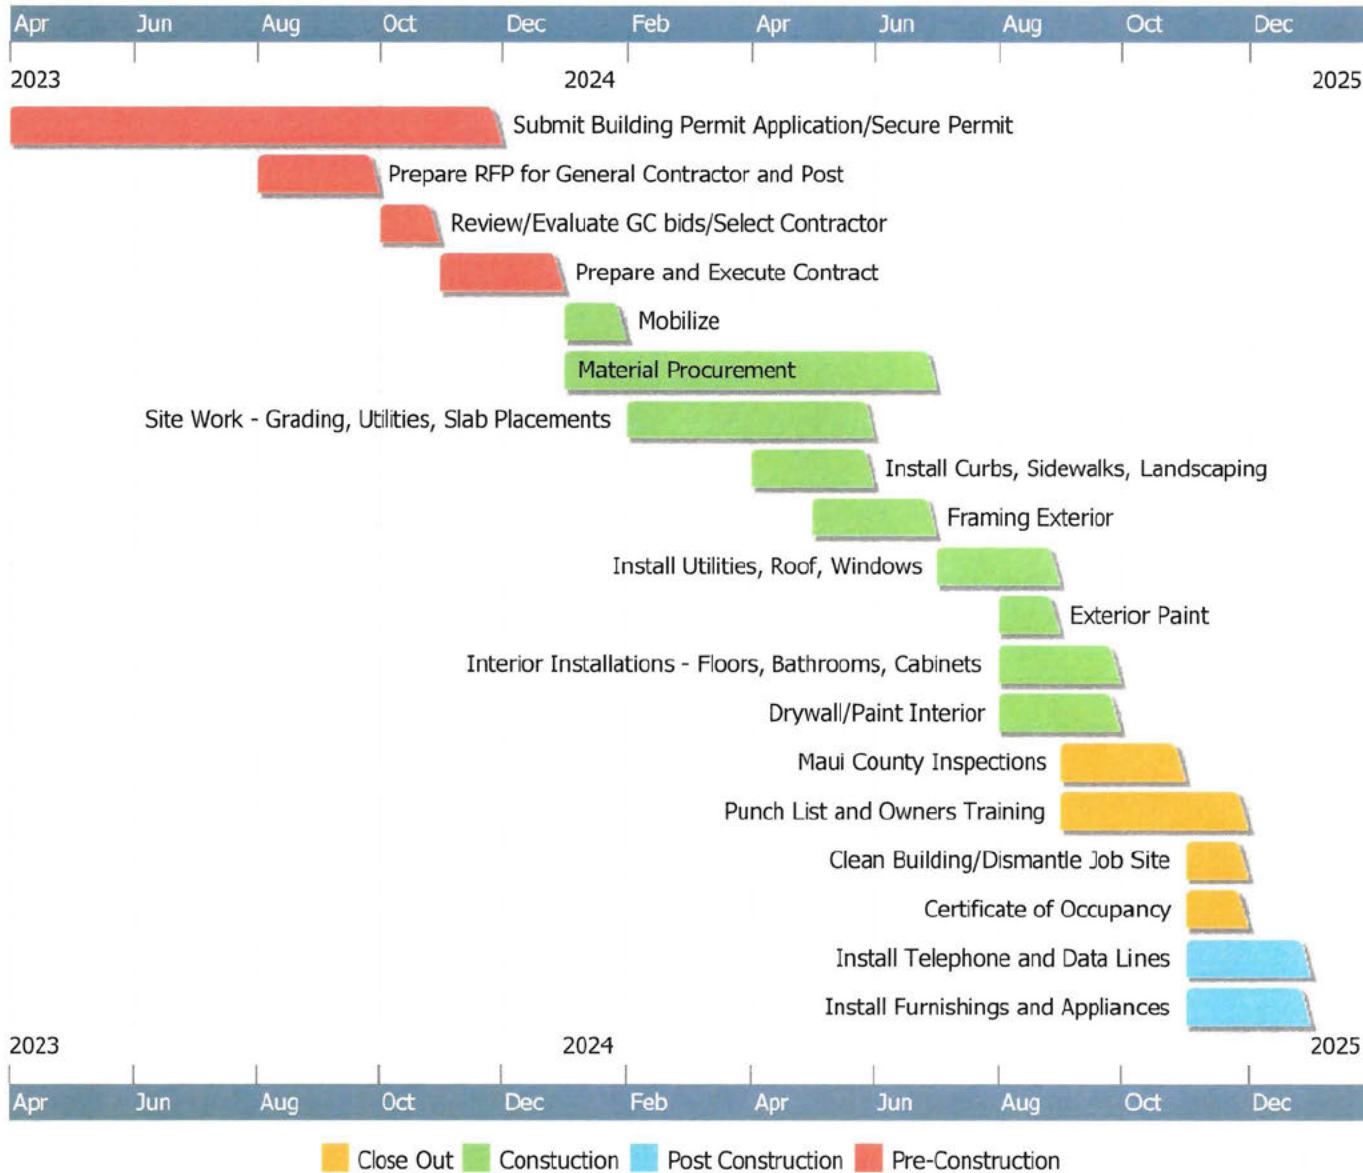 Apr Jun Aug Oct Dec Feb Apr Jun Aug Oct Dec
2023 2024 2025
Submit Building Permit Application/Secure Permit
Prepare RFP for General Contractor and Post
Review/Evaluate GC bids/Select Contractor
Prepare and Execute Contract
Mobilize
Material Procurement
Site Work - Grading, Utilities, Slab Placements
Install Curbs, Sidewalks, Landscaping
Framing Exterior
Install Utilities, Roof, Windows
Exterior Paint
Interior Installations - Floors, Bathrooms, Cabinets
Drywall/Paint Interior
Maui County Inspections
Punch List and Owners Training
Clean Building/Dismantle Job Site
Certificate of Occupancy
Install Telephone and Data Lines
Install Furnishings and Appliances
2023 2024 2025
Apr Jun Aug Oct Dec Feb Apr Jun Aug Oct Dec
Close Out Constuction Post Construction Pre-Construction